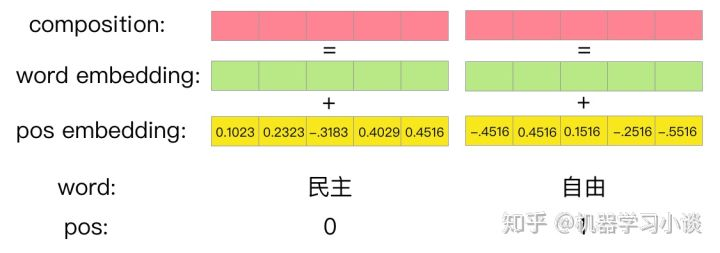 composition:
=
=
word embedding:
+
+
pos embedding: 0.1023 0.2323 -.3183 0.4029 0.4516 -.4516 0.4516 0.1516 -.2516 -.5516
word: 民主 自由
pos: 0 1
知乎 @机器学习小谈